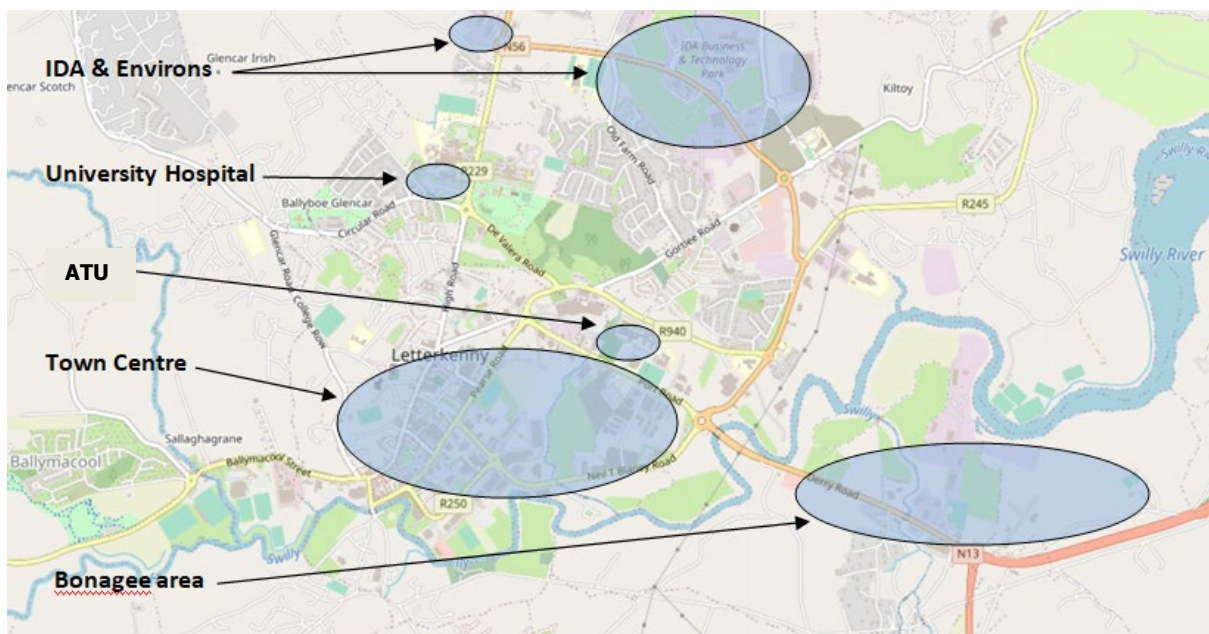 Glencar Irish
N56
IDA Business
& Technology
Park
IDA & Environs
Glencar Scotch
Kiltoy
Old Farm Road
Swilly Riv
University Hospital
R229
Ballyboe Glencar
Circular Road
R245
Gortlee Road
De Valera Road
Glencar Road
College Row
High Road
Swilly River
ATU
R940
Letterkenny
Town Centre
Pearse Road
Port Road
Swilly
Sallaghagrane
Ballymacool
Ballymacool Street
Neil T Blaney Road
Derry Road
R250
Swilly
N13
Bonagee area